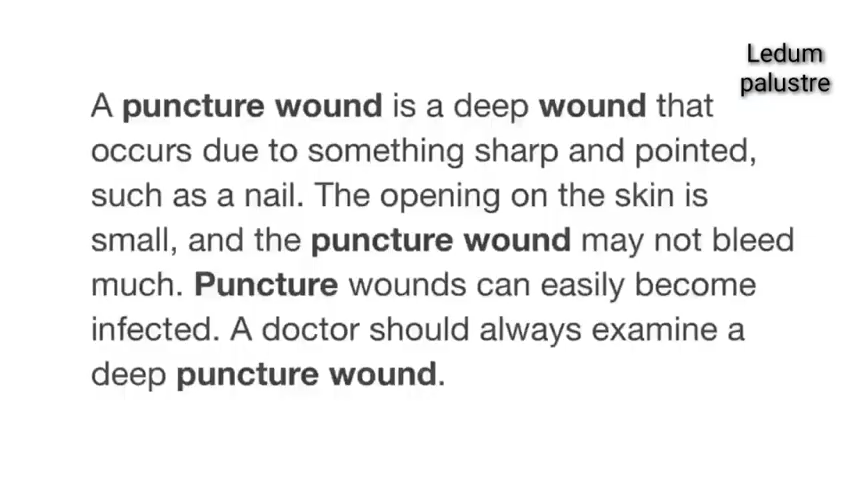 Ledum
palustre
A puncture wound is a deep wound that
occurs due to something sharp and pointed,
such as a nail. The opening on the skin is
small, and the puncture wound may not bleed
much. Puncture wounds can easily become
infected. A doctor should always examine a
deep puncture wound.